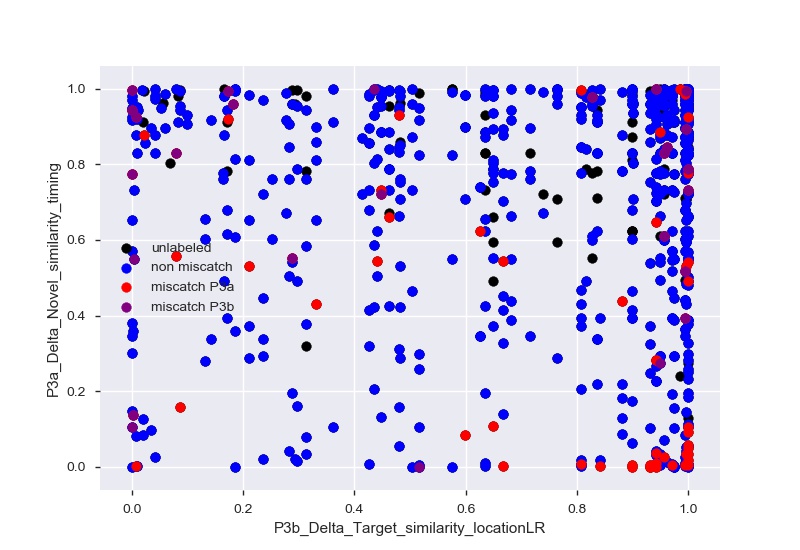 1.0
0.8
0.6
0.4
0.2
0.0
P3a_Delta_Novel_similarity_timing
unlabeled
non miscatch
miscatch P3a
miscatch P3b
0.0 0.2 0.4 0.6 0.8 1.0
P3b_Delta_Target_similarity_locationLR